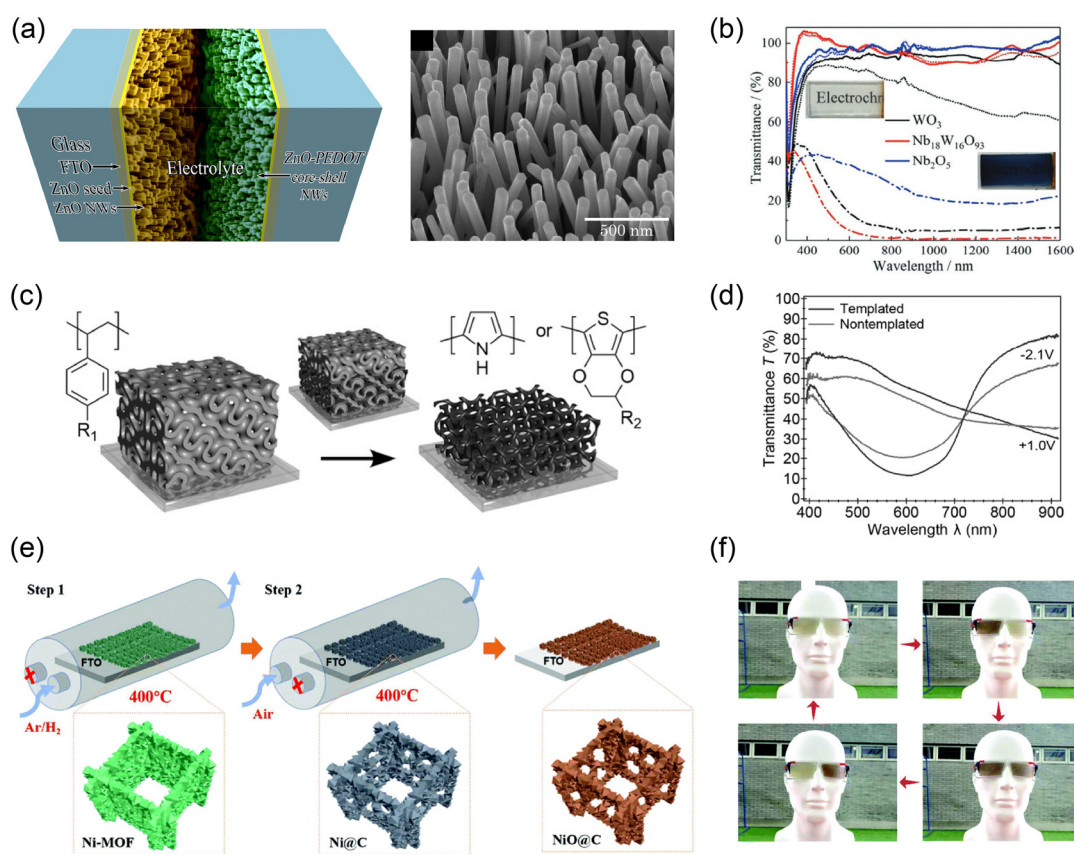 (a)
Glass
FTO
ZnO seed
ZnO NWs
Electrolyte
ZnO-PEDOT
core-shell
NWs
500 nm
(b)
Transmittance / (%)
100
80
60
40
20
0
Electrochr
WO3
Nb18W16O93
Nb2O5
400 600 800 1000 1200 1400 1600
Wavelength / nm
(c)
R1
N
H
or
S
O O
R2
(d)
Transmittance T (%)
100
90
80
70
60
50
40
30
20
10
0
Templated
Nontemplated
-2.1V
+1.0V
400 500 600 700 800 900
Wavelength λ (nm)
(e)
Step 1
FTO
400°C
Ar/H2
Ni-MOF
Step 2
FTO
400°C
Air
Ni@C
FTO
NiO@C
(f)